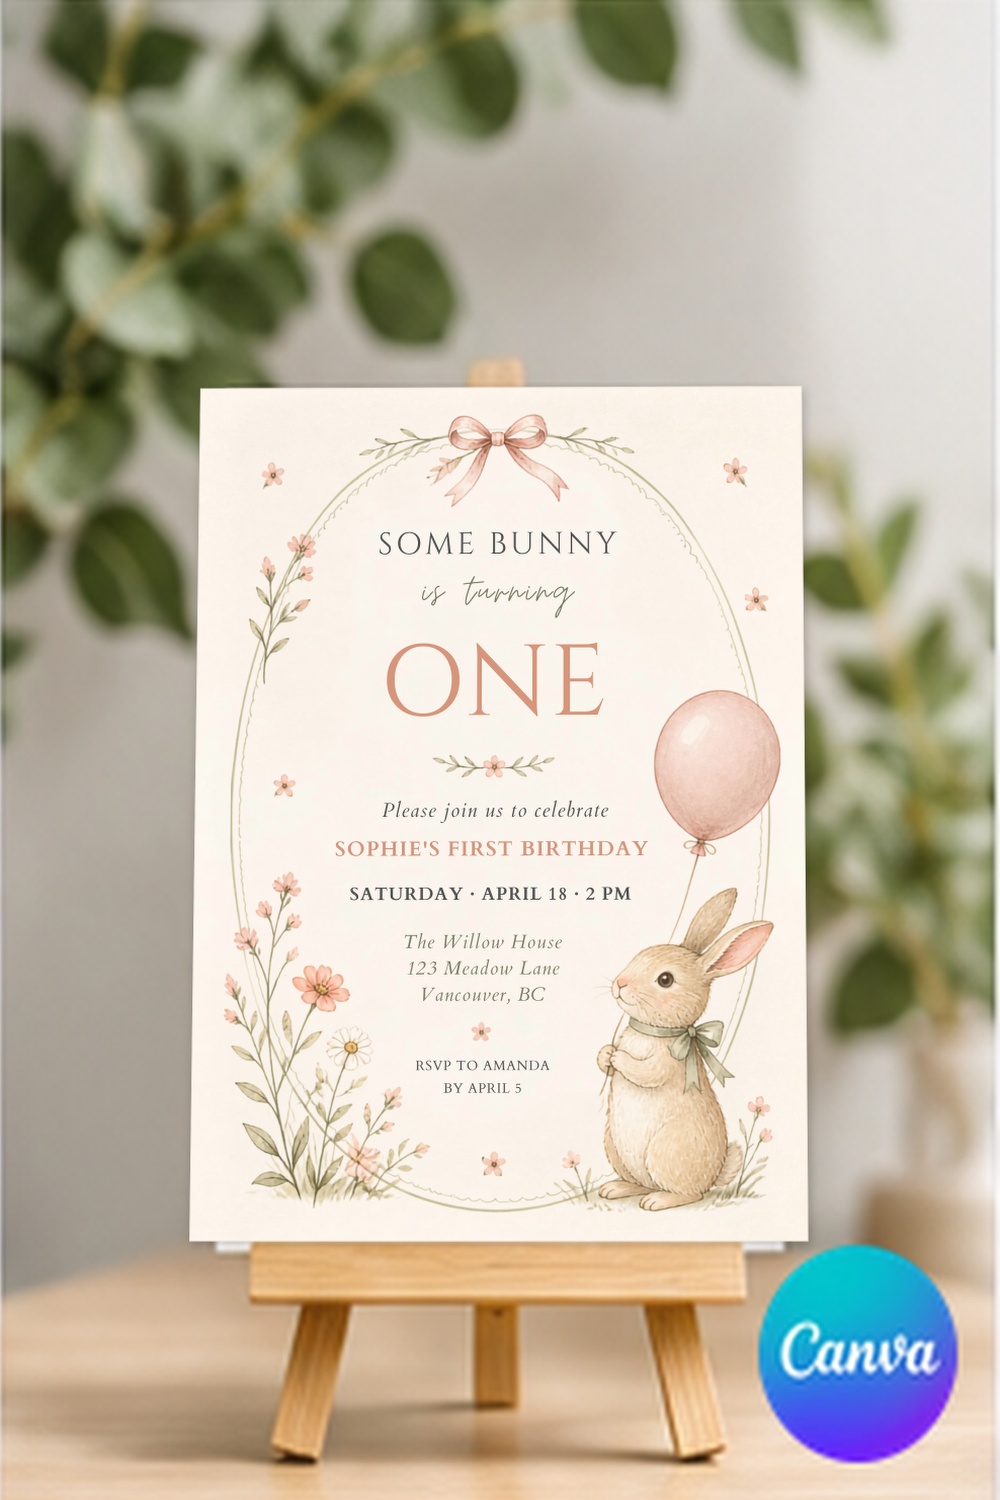 SOME BUNNY
is turning
ONE
Please join us to celebrate
SOPHIE'S FIRST BIRTHDAY
SATURDAY · APRIL 18 · 2 PM
The Willow House
123 Meadow Lane
Vancouver, BC
RSVP TO AMANDA
BY APRIL 5
Canva